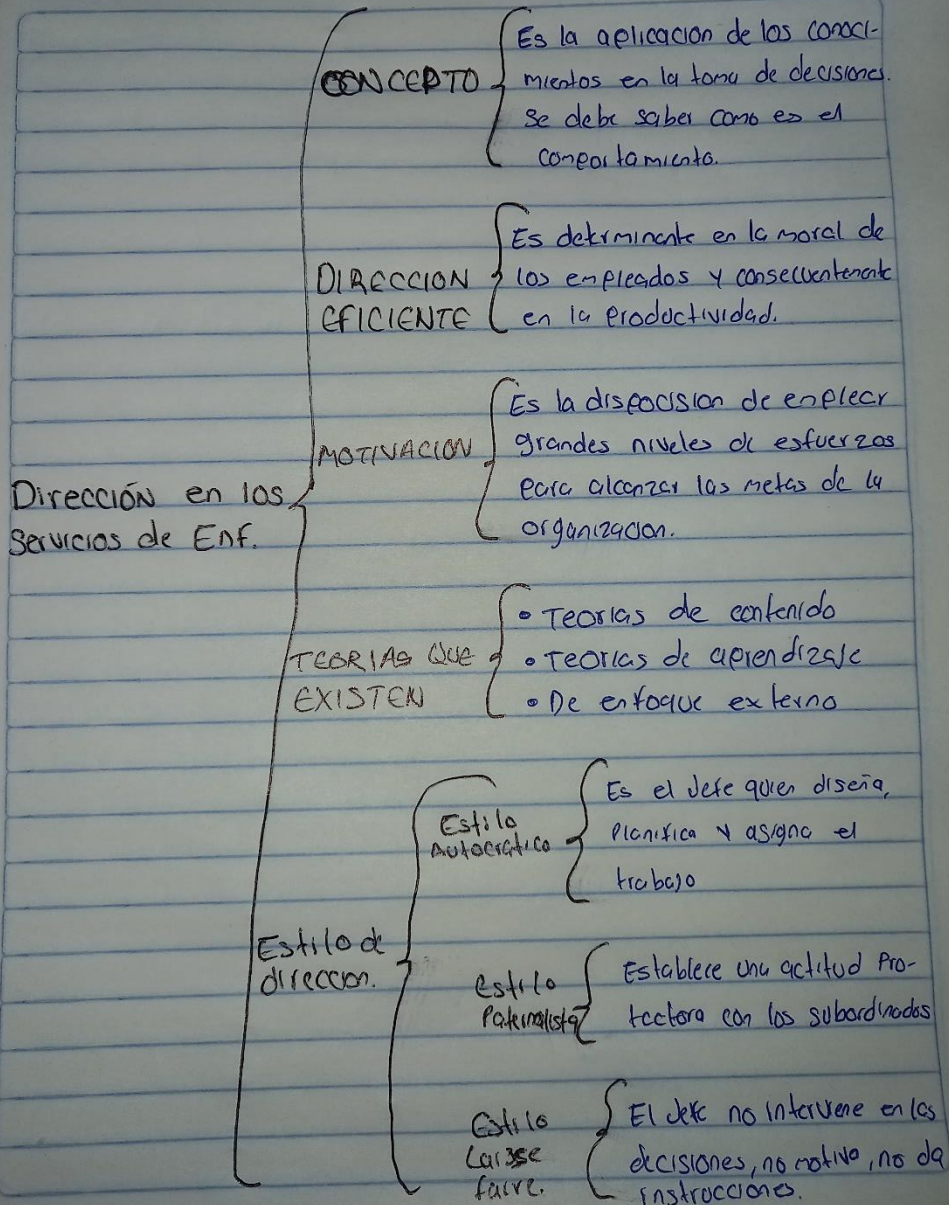 Dirección en los
Servicios de Enf.
CONCEPTO
Es la aplicacion de los conoci-
mientos en la toma de decisiones.
se debe saber como es el
comportamiento.
DIRECCION
EFICIENTE
Es determinante en la moral de
los empleados y consecuentemente
en la productividad.
MOTIVACION
Es la dispocision de emplear
grandes niveles de esfuerzos
para alcanzar las metas de la
organizacion.
TEORIAS QUE
EXISTEN
• Teorias de contenido
• Teorias de aprendizaje
• De enfoque externo
Estilo de
direccion.
Estilo
Autocratico
Es el Jefe quien diseña,
Planifica y asigna el
trabajo
estilo
Paternalista
Establece una actitud Pro-
tectora con los subordinados
Estilo
Laisse
faire.
El Jefe no interviene en las
decisiones, no motiva, no da
instrucciones.